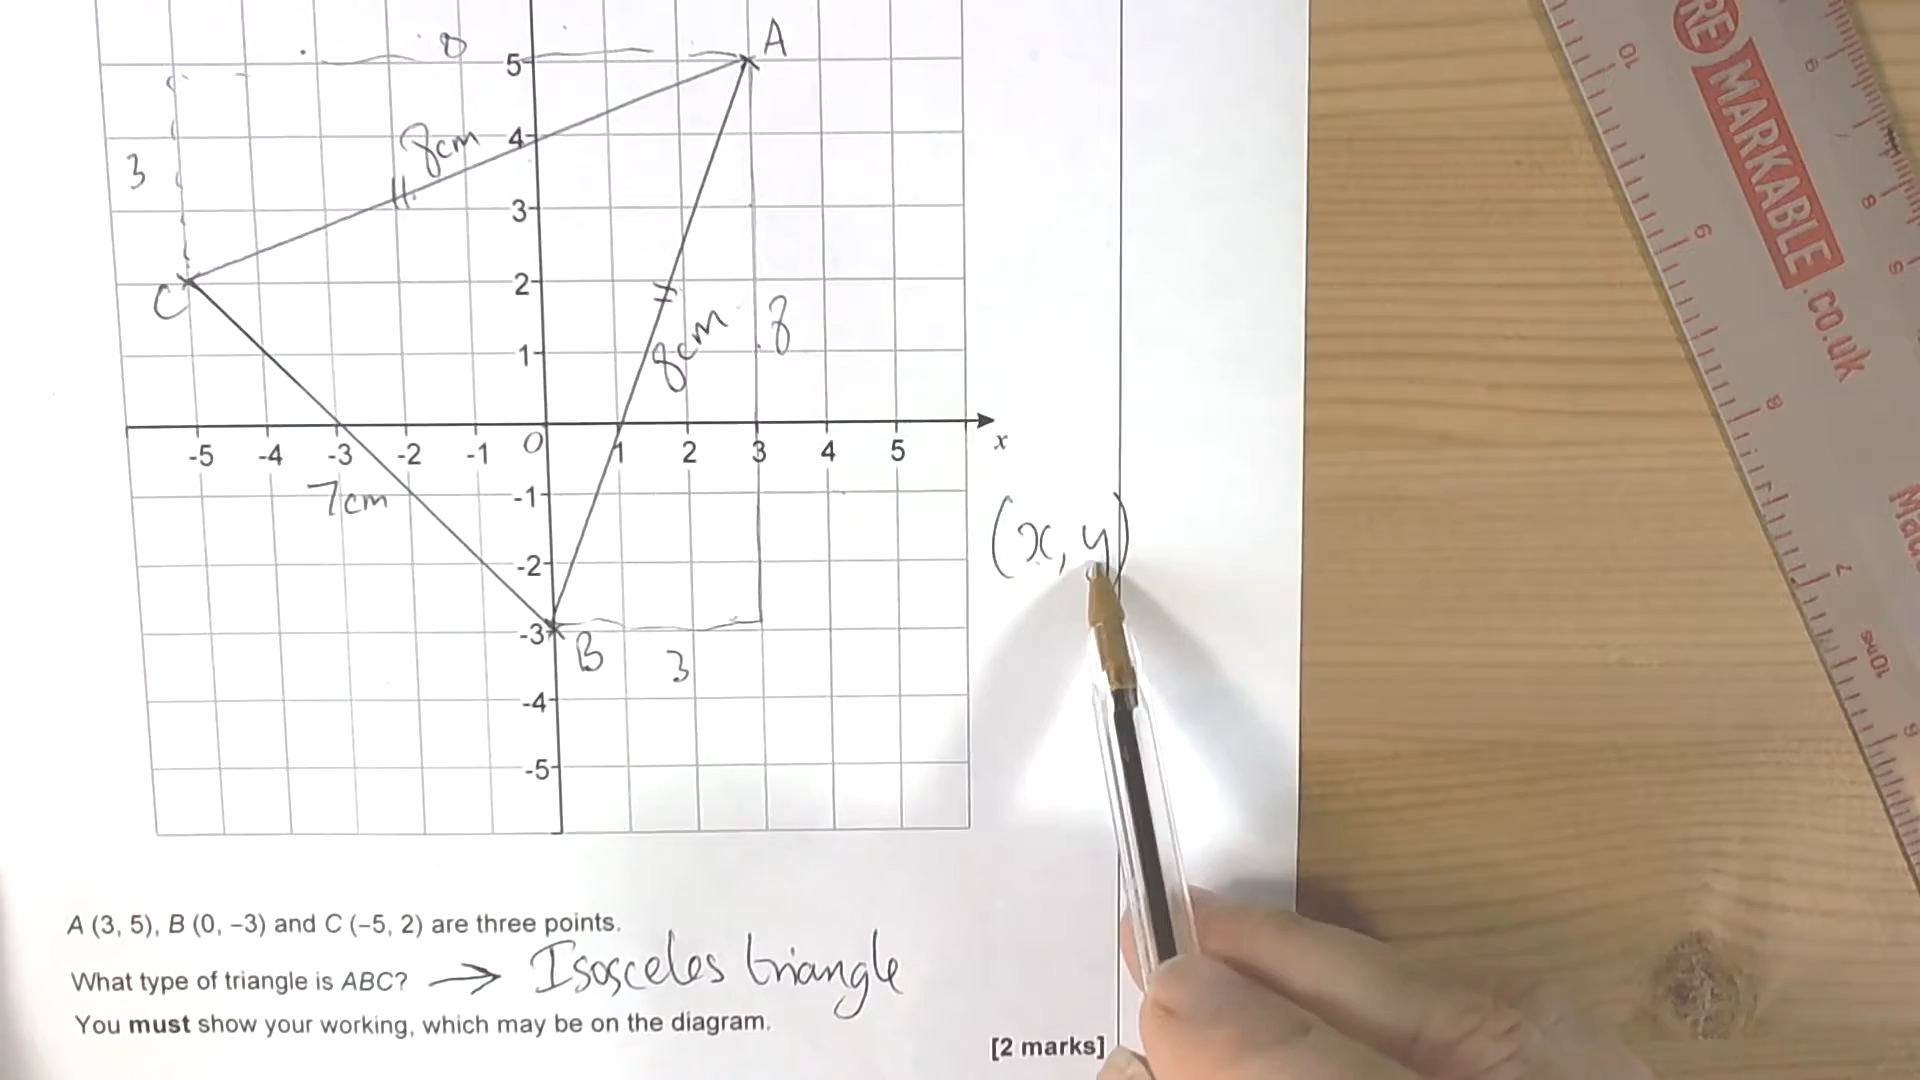 8
A
5
8cm
4
3
3
C
2
8cm
8
1
O
x
-5 -4 -3 -2 -1 1 2 3 4 5
7cm
-1
(x, y)
-2
-3
B
3
-4
-5
A (3, 5), B (0, −3) and C (−5, 2) are three points.
What type of triangle is ABC? → Isosceles triangle
You must show your working, which may be on the diagram.
[2 marks]
RE
MARKABLE
.co.uk